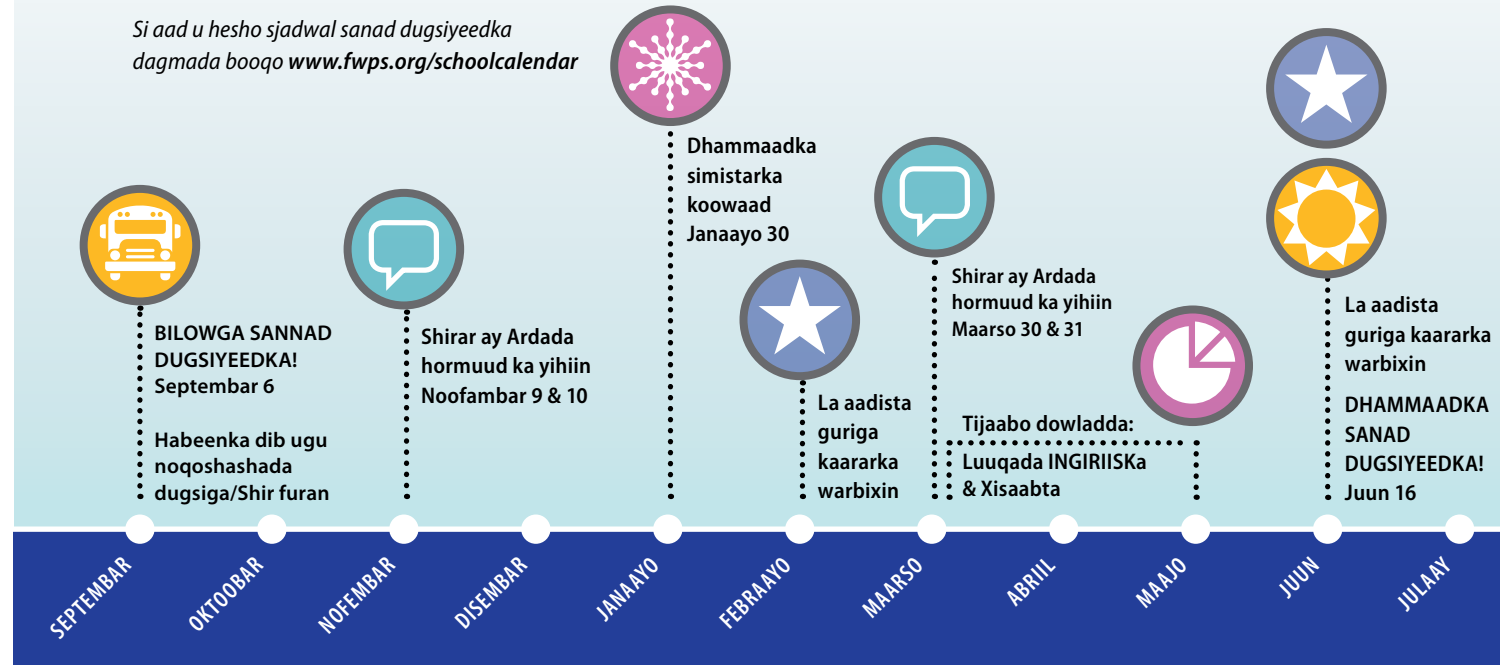 Si aad u hesho sjadwal sanad dugsiyeedka
dagmada booqo www.fwps.org/schoolcalendar
BILOWGA SANNAD
DUGSIYEEDKA!
Septembar 6
Habeenka dib ugu
noqoshashada
dugsiga/Shir furan
Shirar ay Ardada
hormuud ka yihiin
Noofambar 9 & 10
Dhammaadka
simistarka
koowaad
Janaayo 30
La aadista
guriga
kaararka
warbixin
Shirar ay Ardada
hormuud ka yihiin
Maarso 30 & 31
Tijaabo dowladda:
Luuqada INGIRIISKa
& Xisaabta
La aadista
guriga kaararka
warbixin
DHAMMAADKA
SANAD
DUGSIYEEDKA!
Juun 16
SEPTEMBAR
OKTOOBAR
NOFEMBAR
DISEMBAR
JANAAYO
FEBRAAYO
MAARSO
ABRIIL
MAAJO
JUUN
JULAAY